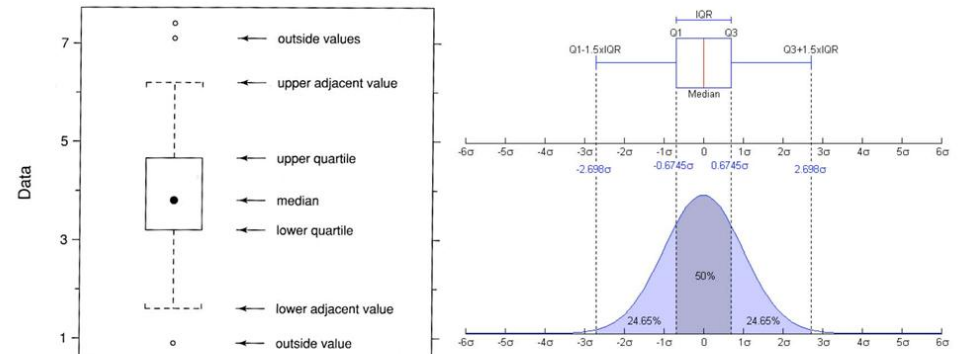 Data
7
5
3
1
outside values
upper adjacent value
upper quartile
median
lower quartile
lower adjacent value
outside value
IQR
Q1 Q3
Q1-1.5xIQR Q3+1.5xIQR
Median
-6σ -5σ -4σ -3σ -2σ -1σ 0 1σ 2σ 3σ 4σ 5σ 6σ
-2.698σ -0.6745σ 0.6745σ 2.698σ
50%
24.65% 24.65%
-6σ -5σ -4σ -3σ -2σ -1σ 0 1σ 2σ 3σ 4σ 5σ 6σ